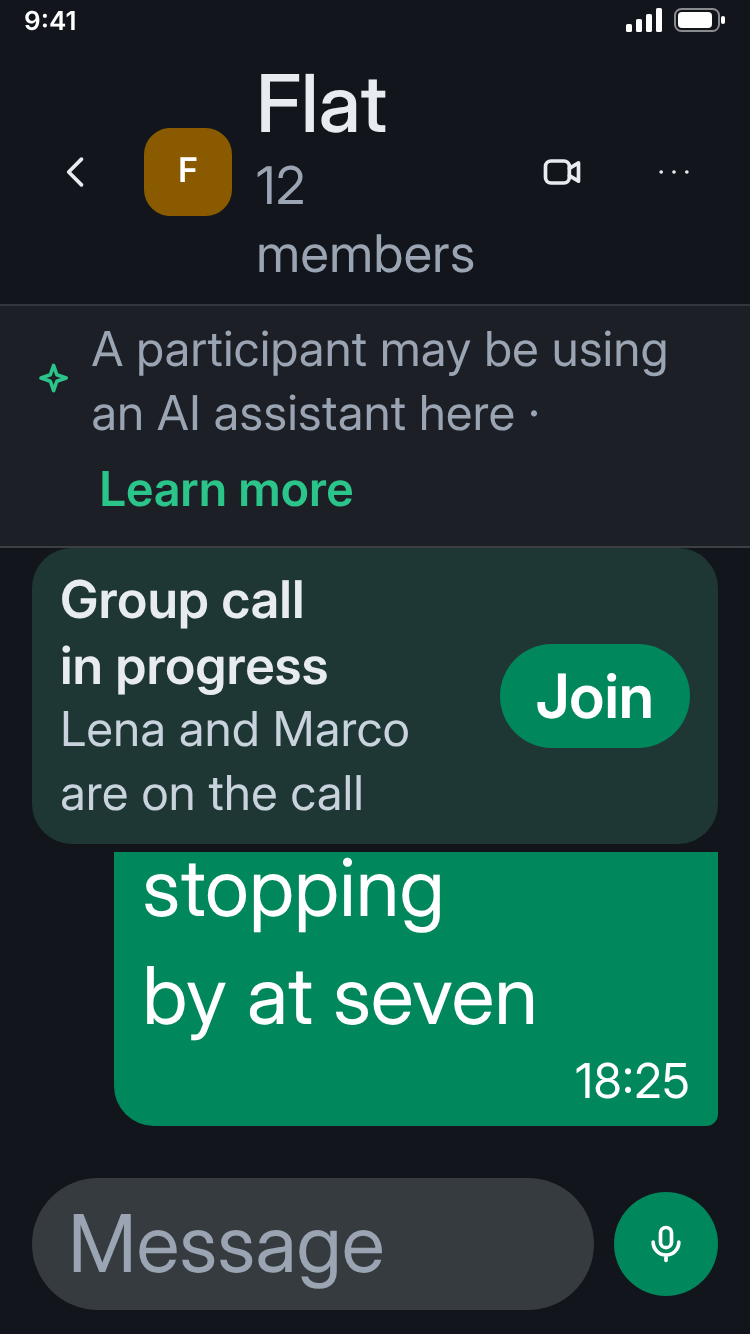 9:41
Flat
F
12
members
A participant may be using
an AI assistant here ·
Learn more
Group call
in progress
Lena and Marco
are on the call
Join
stopping
by at seven
18:25
Message